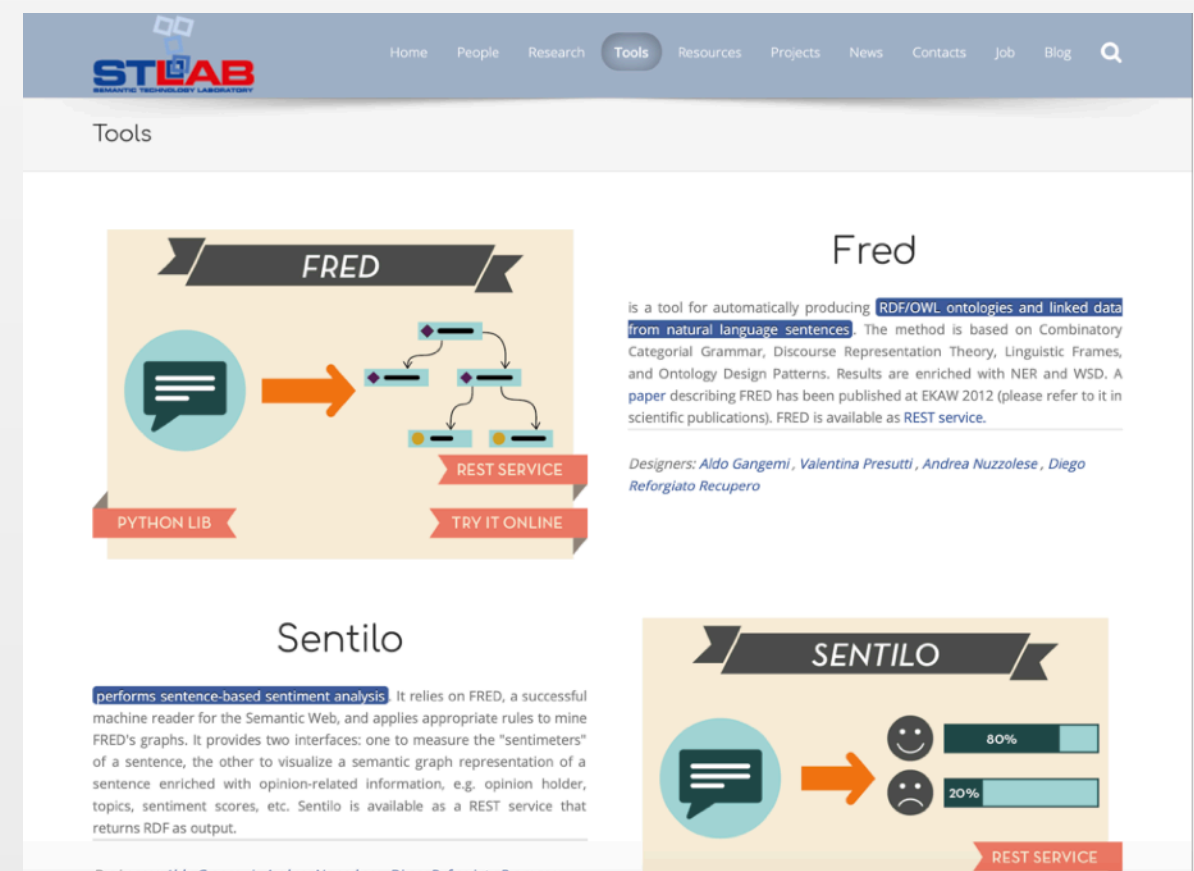 STLAB
SEMANTIC TECHNOLOGY LABORATORY
Home People Research Tools Resources Projects News Contacts Job Blog
Tools
FRED
REST SERVICE
PYTHON LIB
TRY IT ONLINE
Fred
is a tool for automatically producing RDF/OWL ontologies and linked data
from natural language sentences. The method is based on Combinatory
Categorial Grammar, Discourse Representation Theory, Linguistic Frames,
and Ontology Design Patterns. Results are enriched with NER and WSD. A
paper describing FRED has been published at EKAW 2012 (please refer to it in
scientific publications). FRED is available as REST service.
Designers: Aldo Gangemi , Valentina Presutti , Andrea Nuzzolese , Diego
Reforgiato Recupero
Sentilo
performs sentence-based sentiment analysis. It relies on FRED, a successful
machine reader for the Semantic Web, and applies appropriate rules to mine
FRED's graphs. It provides two interfaces: one to measure the "sentimeters"
of a sentence, the other to visualize a semantic graph representation of a
sentence enriched with opinion-related information, e.g. opinion holder,
topics, sentiment scores, etc. Sentilo is available as a REST service that
returns RDF as output.
SENTILO
80%
20%
REST SERVICE